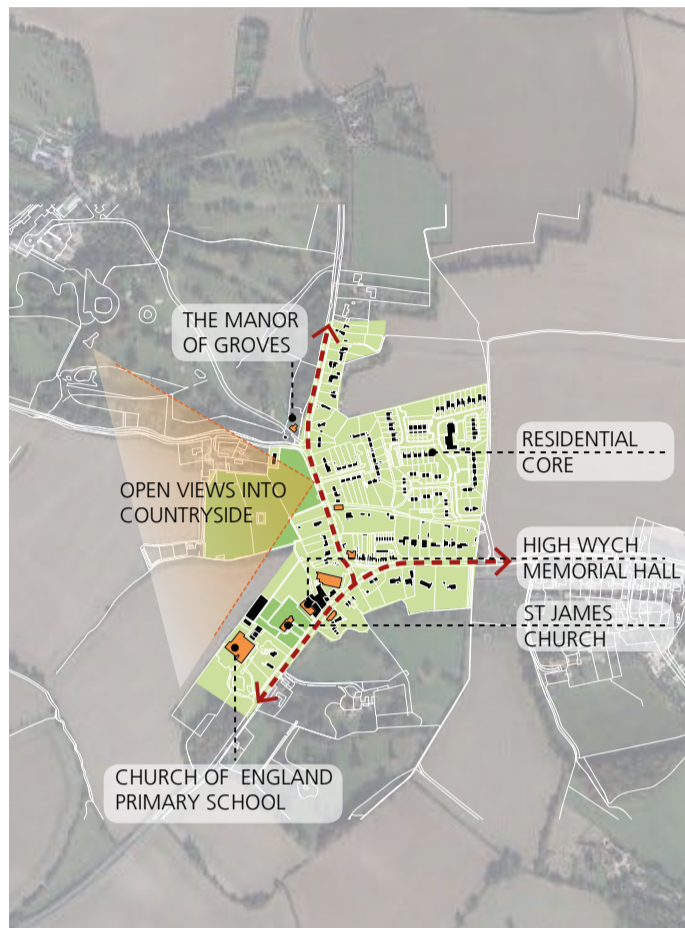 THE MANOR
OF GROVES
RESIDENTIAL
CORE
OPEN VIEWS INTO
COUNTRYSIDE
HIGH WYCH
MEMORIAL HALL
ST JAMES
CHURCH
CHURCH OF ENGLAND
PRIMARY SCHOOL